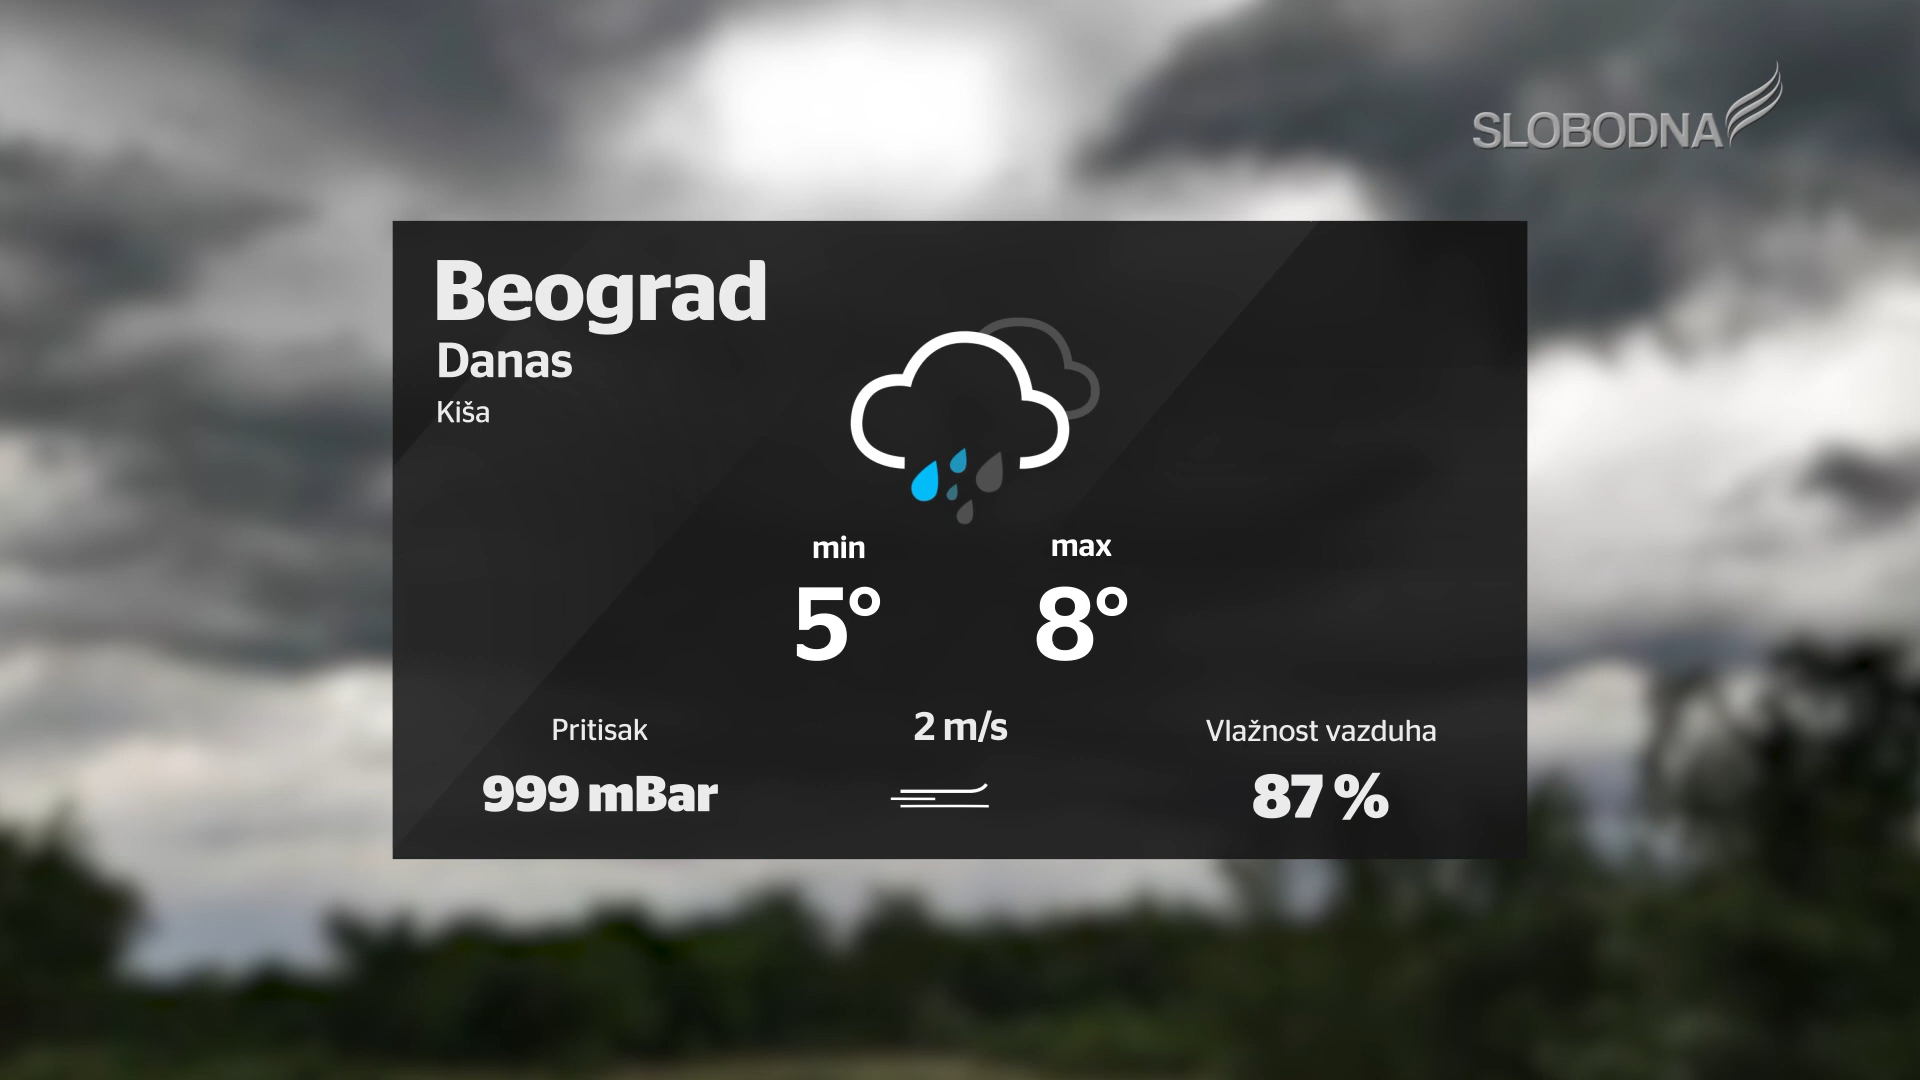 SLOBODNA
Beograd
Danas
Kiša
min
max
5°
8°
Pritisak
2 m/s
Vlažnost vazduha
999 mBar
87 %